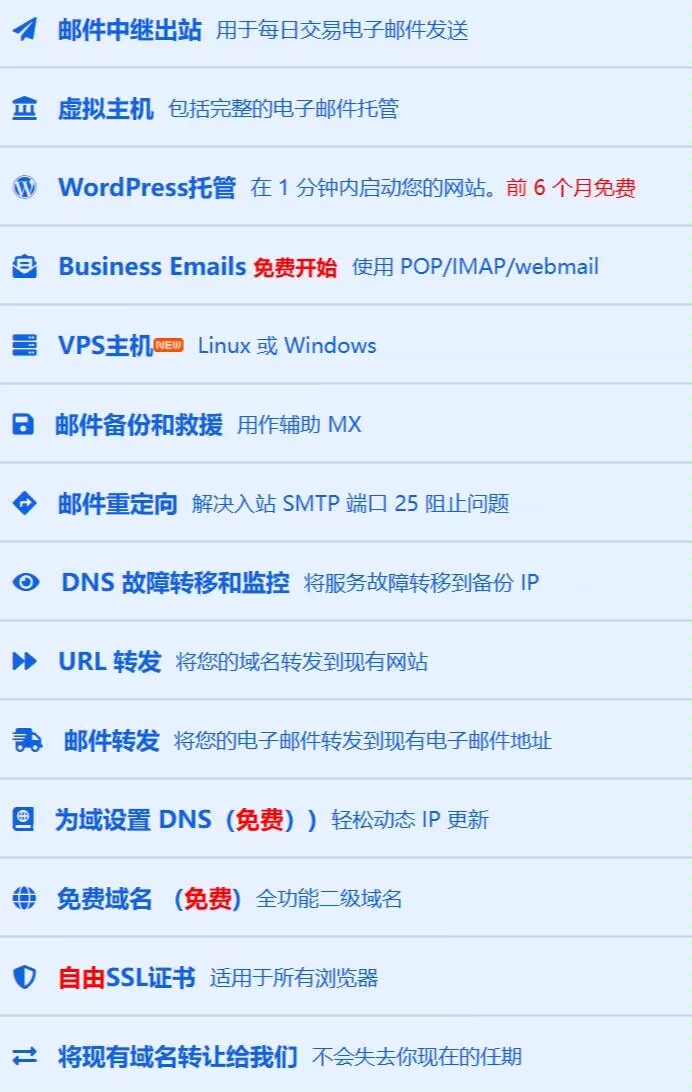 邮件中继出站 用于每日交易电子邮件发送
虚拟主机 包括完整的电子邮件托管
WordPress托管 在 1 分钟内启动您的网站。前 6 个月免费
Business Emails 免费开始 使用 POP/IMAP/webmail
VPS主机 NEW Linux 或 Windows
邮件备份和救援 用作辅助 MX
邮件重定向 解决入站 SMTP 端口 25 阻止问题
DNS 故障转移和监控 将服务故障转移到备份 IP
URL 转发 将您的域名转发到现有网站
邮件转发 将您的电子邮件转发到现有电子邮件地址
为域设置 DNS（免费）) 轻松动态 IP 更新
免费域名 （免费) 全功能二级域名
自由SSL证书 适用于所有浏览器
将现有域名转让给我们 不会失去你现在的任期